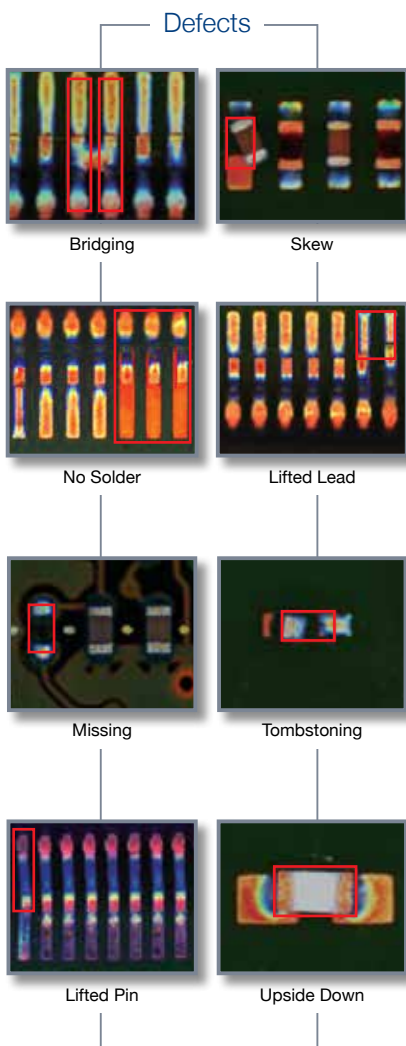 Defects
Bridging
Skew
No Solder
Lifted Lead
Missing
Tombstoning
Lifted Pin
Upside Down